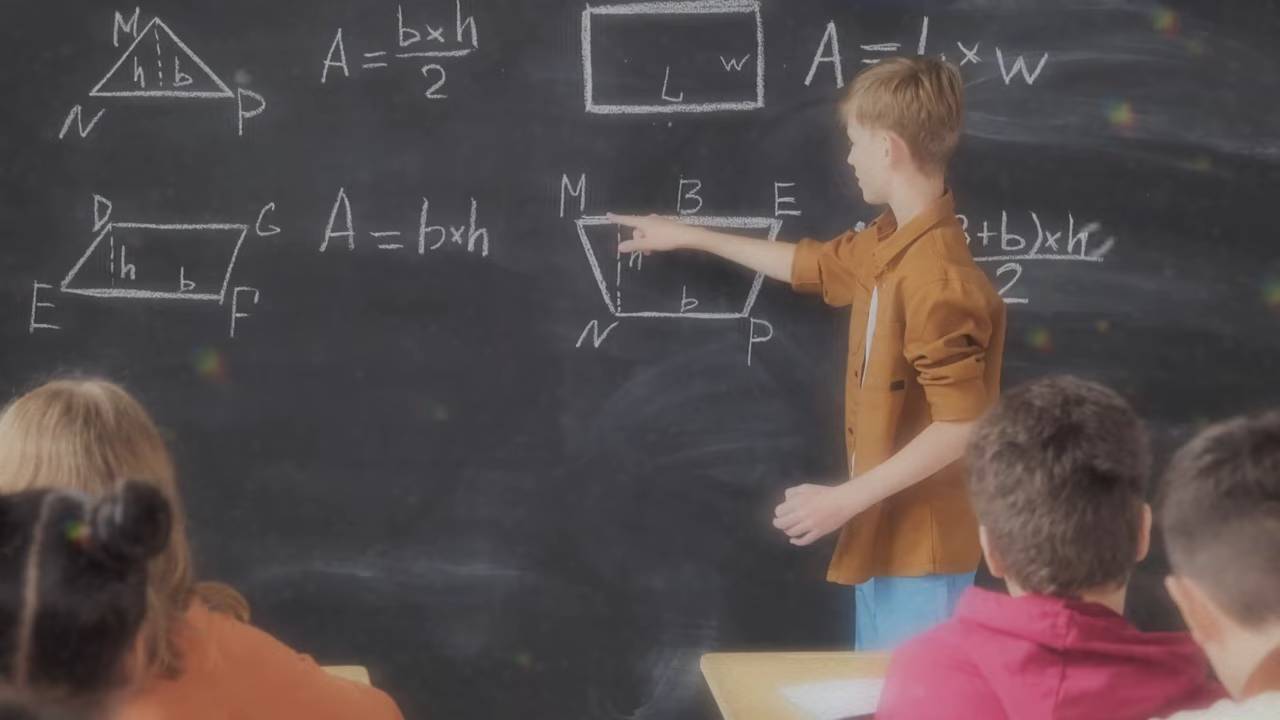 M
h b
N P
A = b×h
2
W
L
A = L × W
D G
h
b
E F
A = b×h
M B E
h
b
N P
+b)×h
2